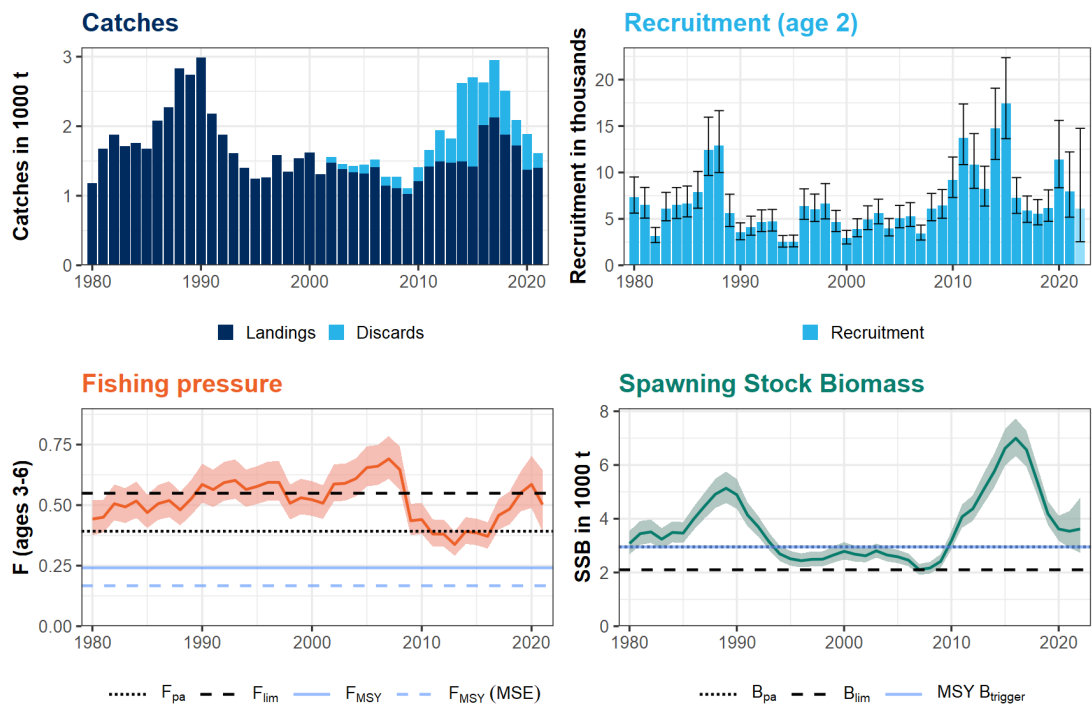 Catches
Catches in 1000 t
3
2
1
0
1980 1990 2000 2010 2020
Landings Discards
Recruitment (age 2)
Recruitment in thousands
20
15
10
5
0
1980 1990 2000 2010 2020
Recruitment
Fishing pressure
F (ages 3-6)
0.75
0.50
0.25
0.00
1980 1990 2000 2010 2020
Fpa Flim FMSY FMSY (MSE)
Spawning Stock Biomass
SSB in 1000 t
8
6
4
2
0
1980 1990 2000 2010 2020
Bpa Blim MSY Btrigger